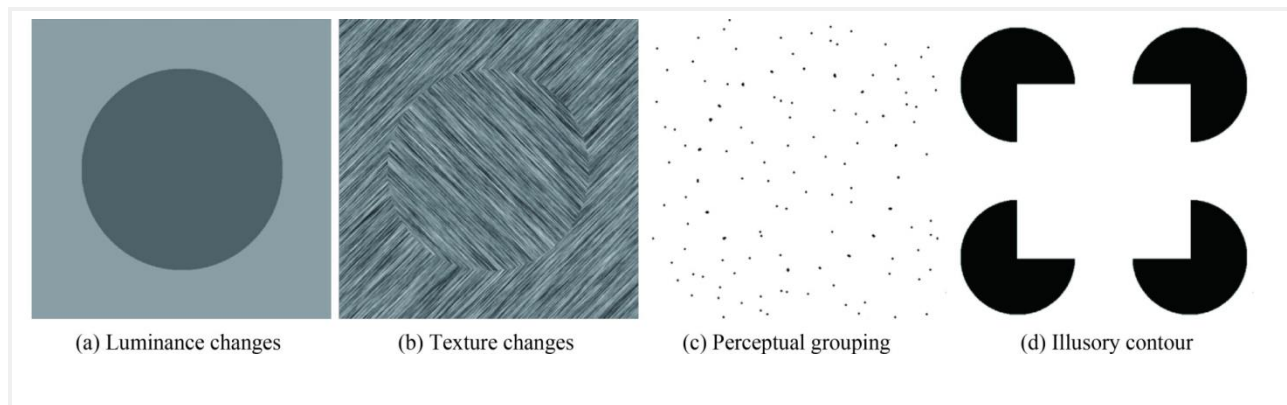 (a) Luminance changes
(b) Texture changes
(c) Perceptual grouping
(d) Illusory contour